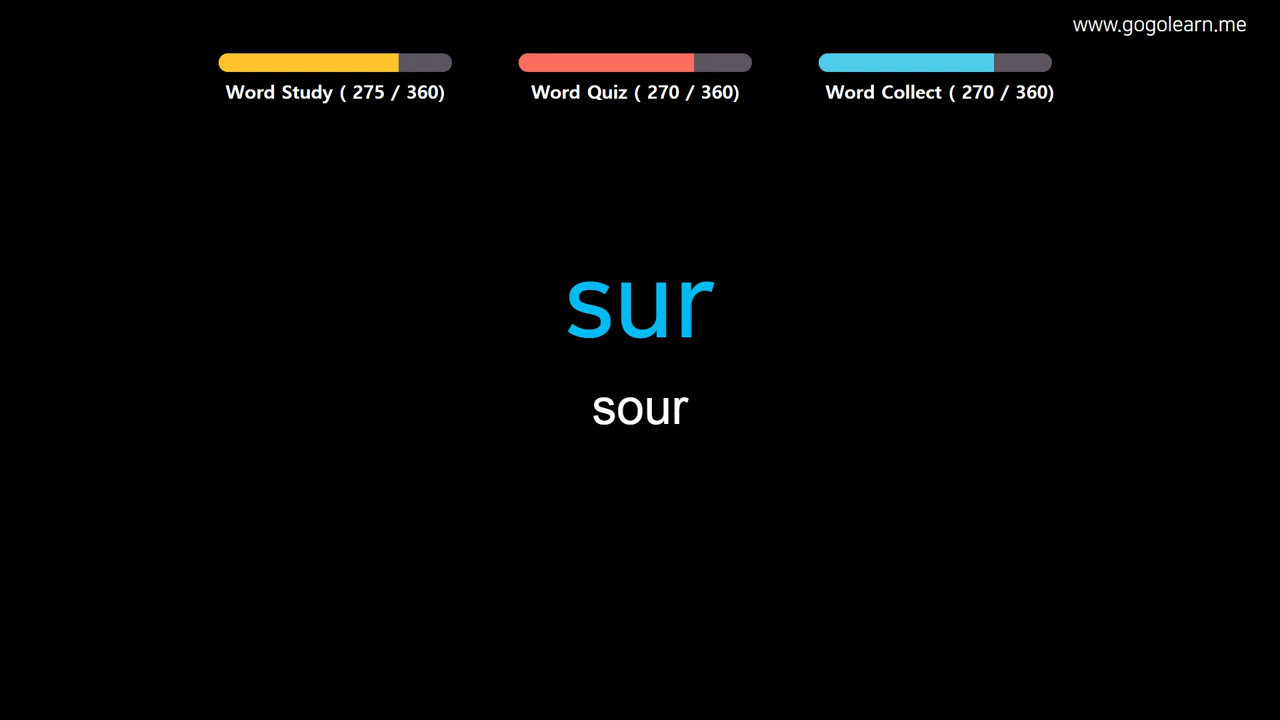 www.gogolearn.me
Word Study ( 275 / 360)
Word Quiz ( 270 / 360)
Word Collect ( 270 / 360)
sur
sour